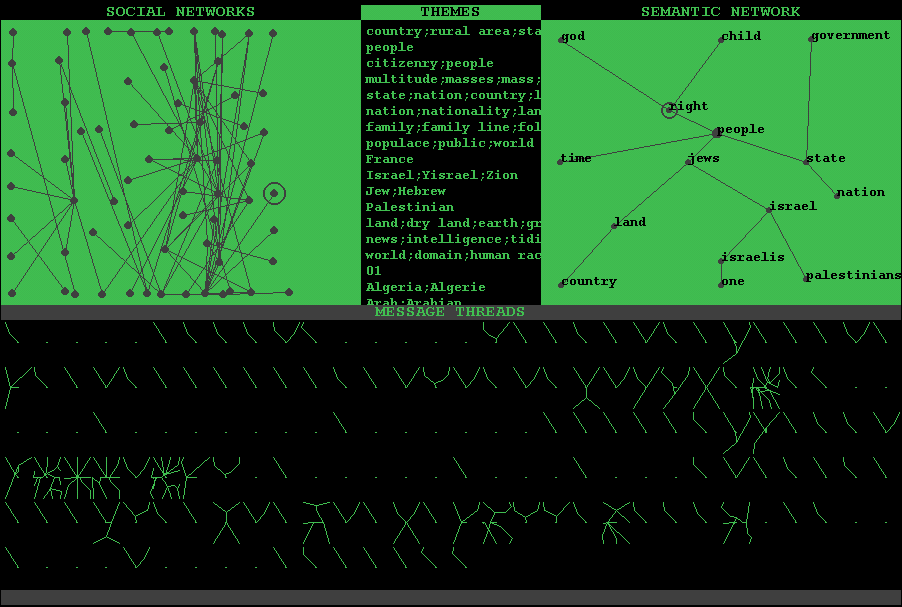 SOCIAL NETWORKS
THEMES
SEMANTIC NETWORK
country;rural area;sta
people
citizenry;people
multitude;masses;mass;
state;nation;country;l
nation;nationality;lan
family;family line;fol
populace;public;world
France
Israel;Yisrael;Zion
Jew;Hebrew
Palestinian
land;dry land;earth;gr
news;intelligence;tidi
world;domain;human rac
01
Algeria;Algerie
Arab;Arabian
god
child
government
right
people
time
jews
state
nation
israel
land
israelis
palestinians
country
one
MESSAGE THREADS